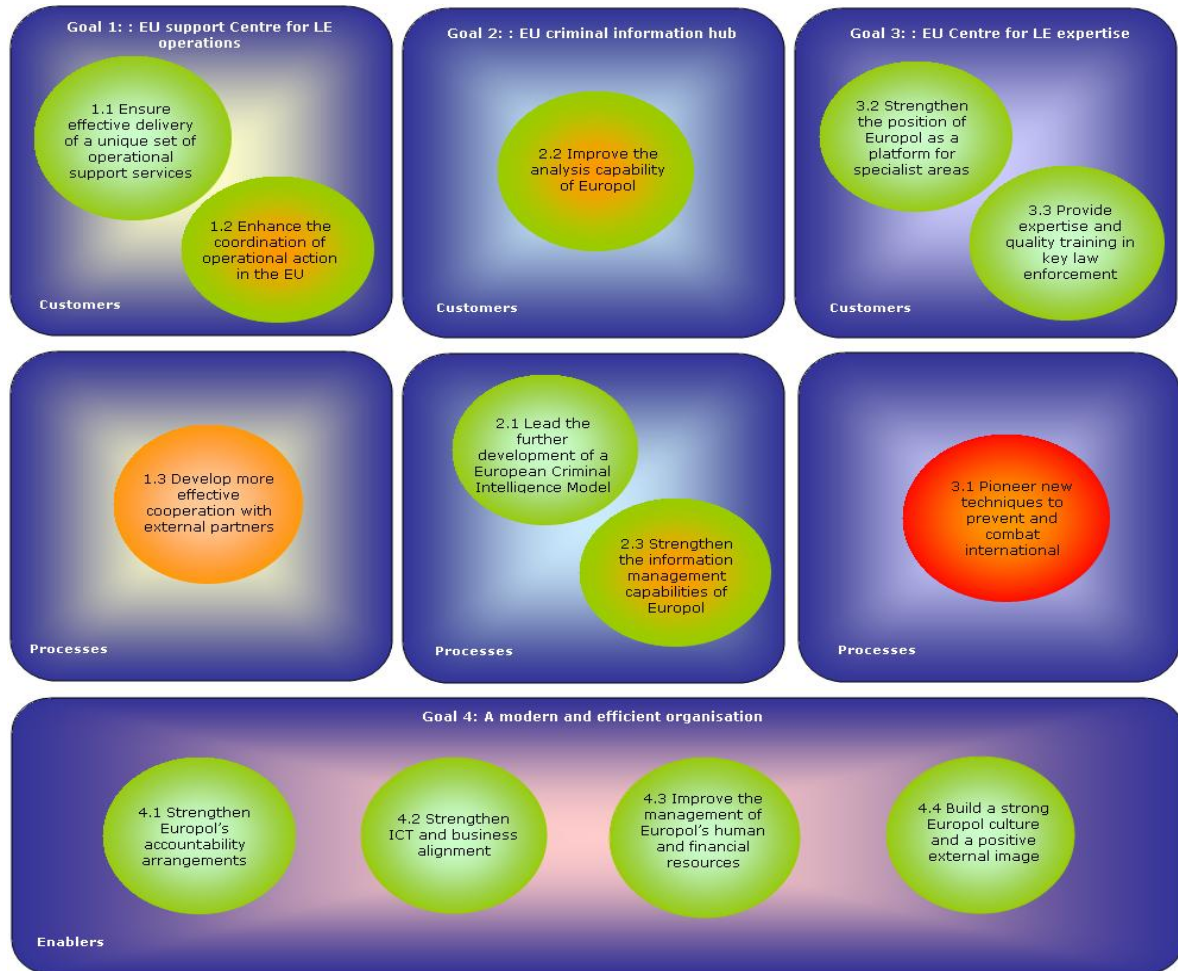 Goal 1: : EU support Centre for LE
operations
1.1 Ensure
effective delivery
of a unique set of
operational
support services
1.2 Enhance the
coordination of
operational action
in the EU
Customers
Goal 2: : EU criminal information hub
2.2 Improve the
analysis capability
of Europol
Customers
Goal 3: : EU Centre for LE expertise
3.2 Strengthen
the position of
Europol as a
platform for
specialist areas
3.3 Provide
expertise and
quality training in
key law
enforcement
Customers
1.3 Develop more
effective
cooperation with
external partners
Processes
2.1 Lead the
further
development of a
European Criminal
Intelligence Model
2.3 Strengthen
the information
management
capabilities of
Europol
Processes
3.1 Pioneer new
techniques to
prevent and
combat
international
Processes
Goal 4: A modern and efficient organisation
4.1 Strengthen
Europol's
accountability
arrangements
4.2 Strengthen
ICT and business
alignment
4.3 Improve the
management of
Europol's human
and financial
resources
4.4 Build a strong
Europol culture
and a positive
external image
Enablers